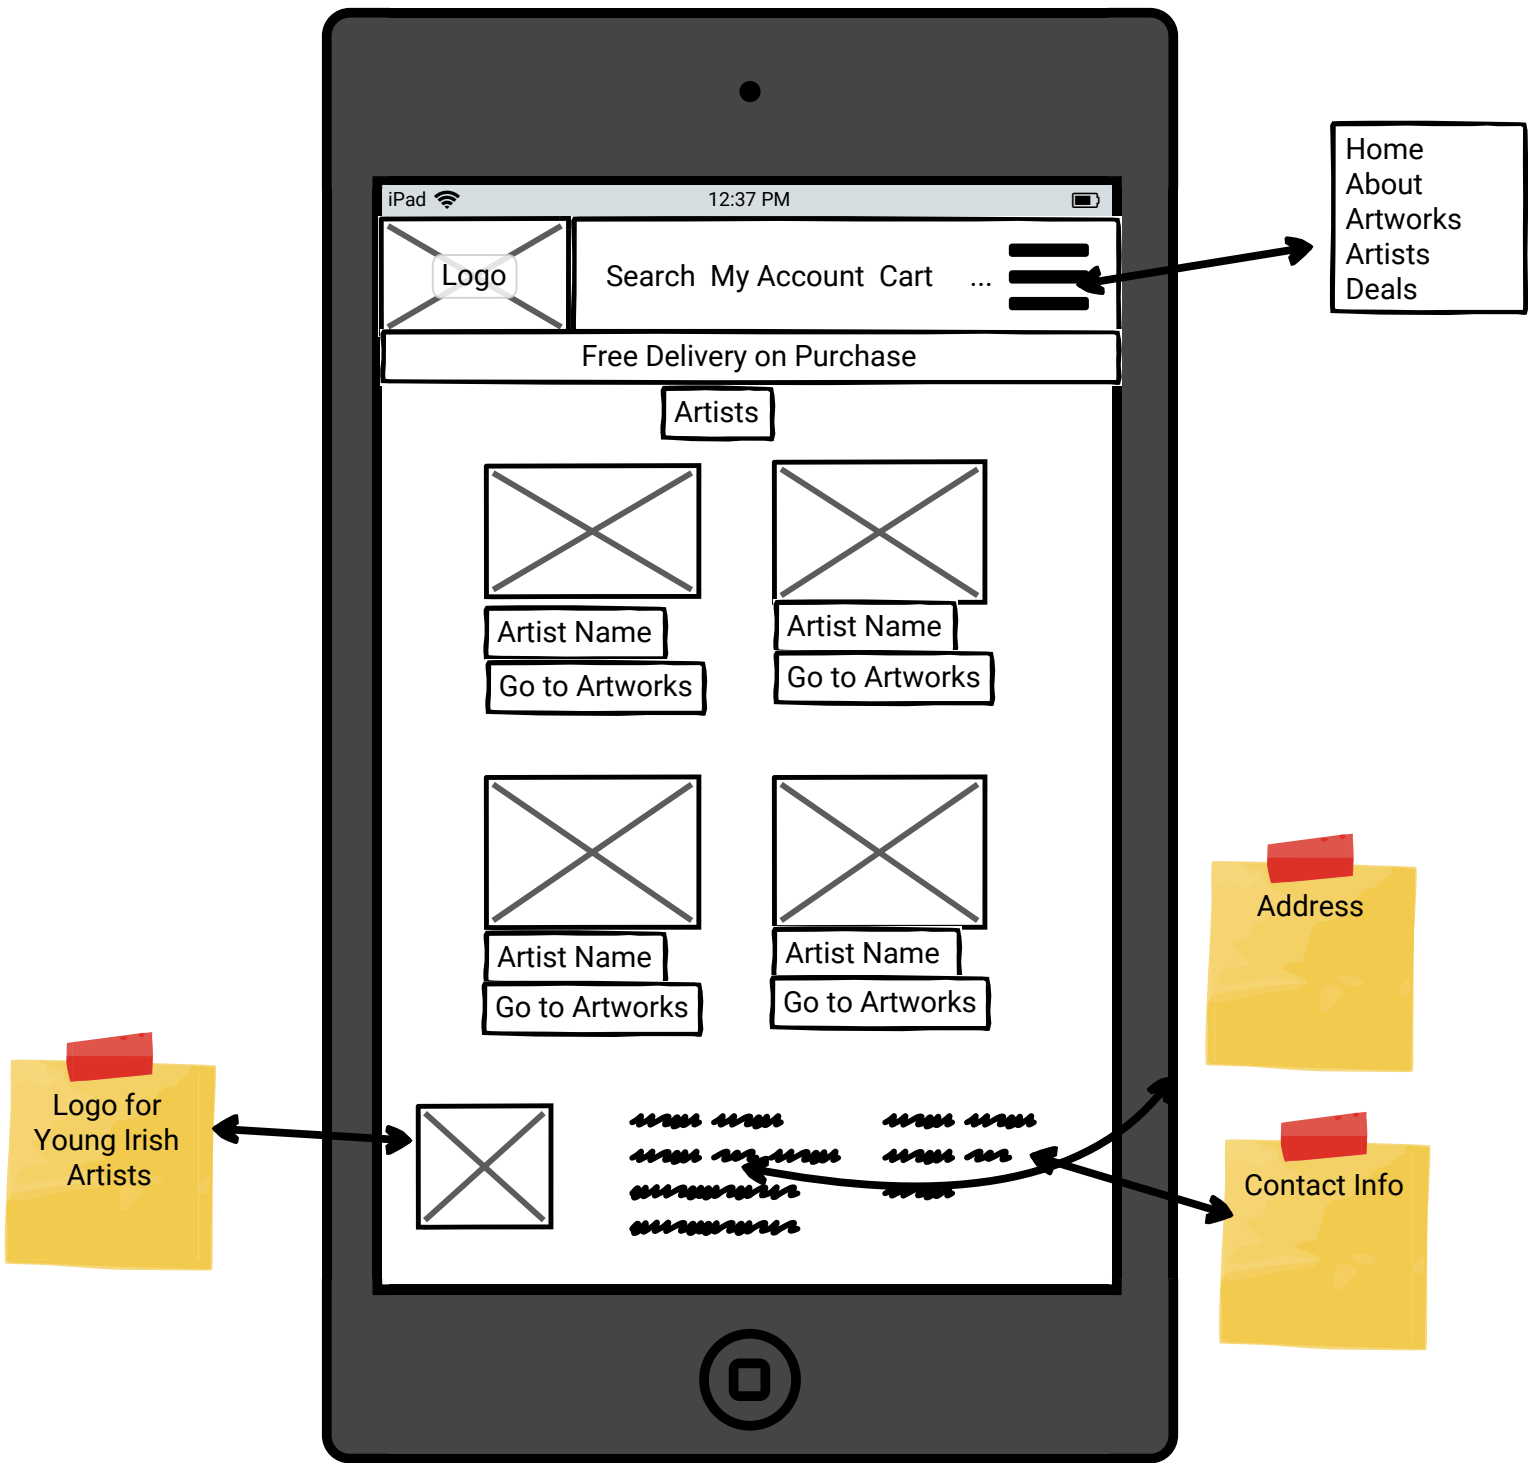 iPad
12:37 PM
Logo
Search My Account Cart ...
Free Delivery on Purchase
Artists
Artist Name
Go to Artworks
Artist Name
Go to Artworks
Artist Name
Go to Artworks
Artist Name
Go to Artworks
Home
About
Artworks
Artists
Deals
Address
Contact Info
Logo for
Young Irish
Artists